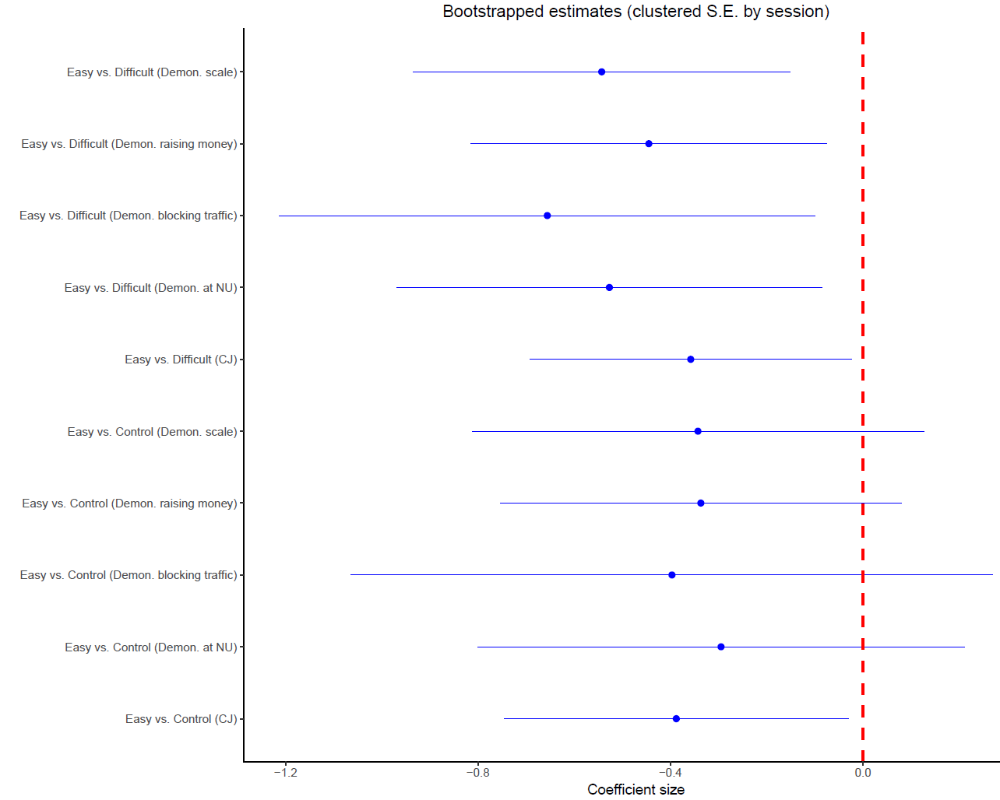 Bootstrapped estimates (clustered S.E. by session)
Easy vs. Difficult (Demon. scale)
Easy vs. Difficult (Demon. raising money)
Easy vs. Difficult (Demon. blocking traffic)
Easy vs. Difficult (Demon. at NU)
Easy vs. Difficult (CJ)
Easy vs. Control (Demon. scale)
Easy vs. Control (Demon. raising money)
Easy vs. Control (Demon. blocking traffic)
Easy vs. Control (Demon. at NU)
Easy vs. Control (CJ)
−1.2 −0.8 −0.4 0.0
Coefficient size